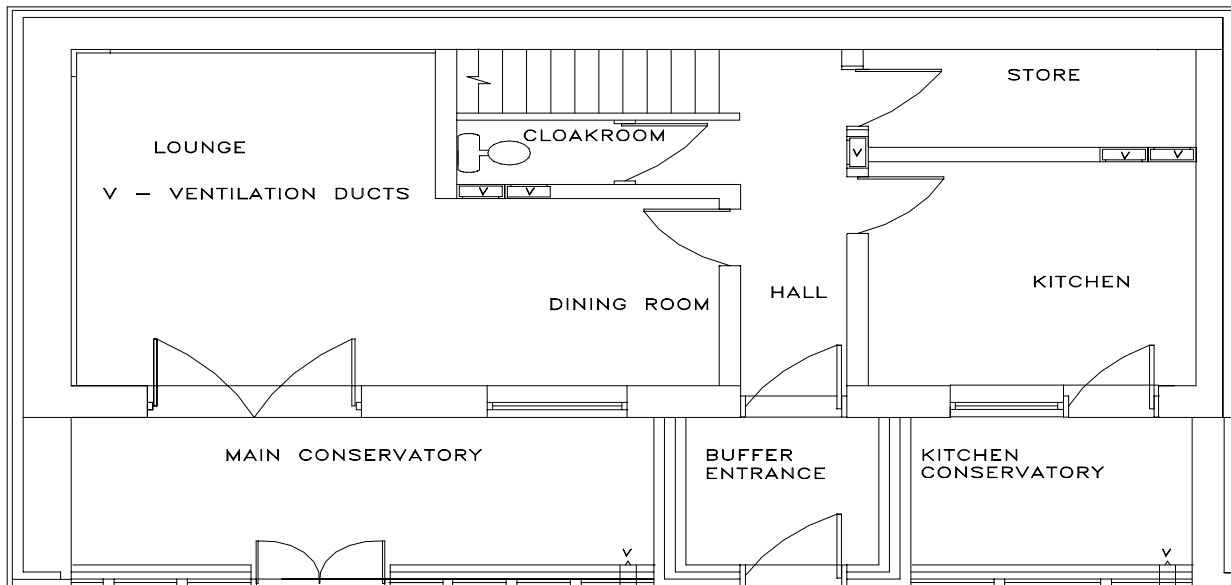 STORE
CLOAKROOM
LOUNGE
V
V
V
V – VENTILATION DUCTS
V
V
KITCHEN
HALL
DINING ROOM
MAIN CONSERVATORY
BUFFER
ENTRANCE
KITCHEN
CONSERVATORY
V
V